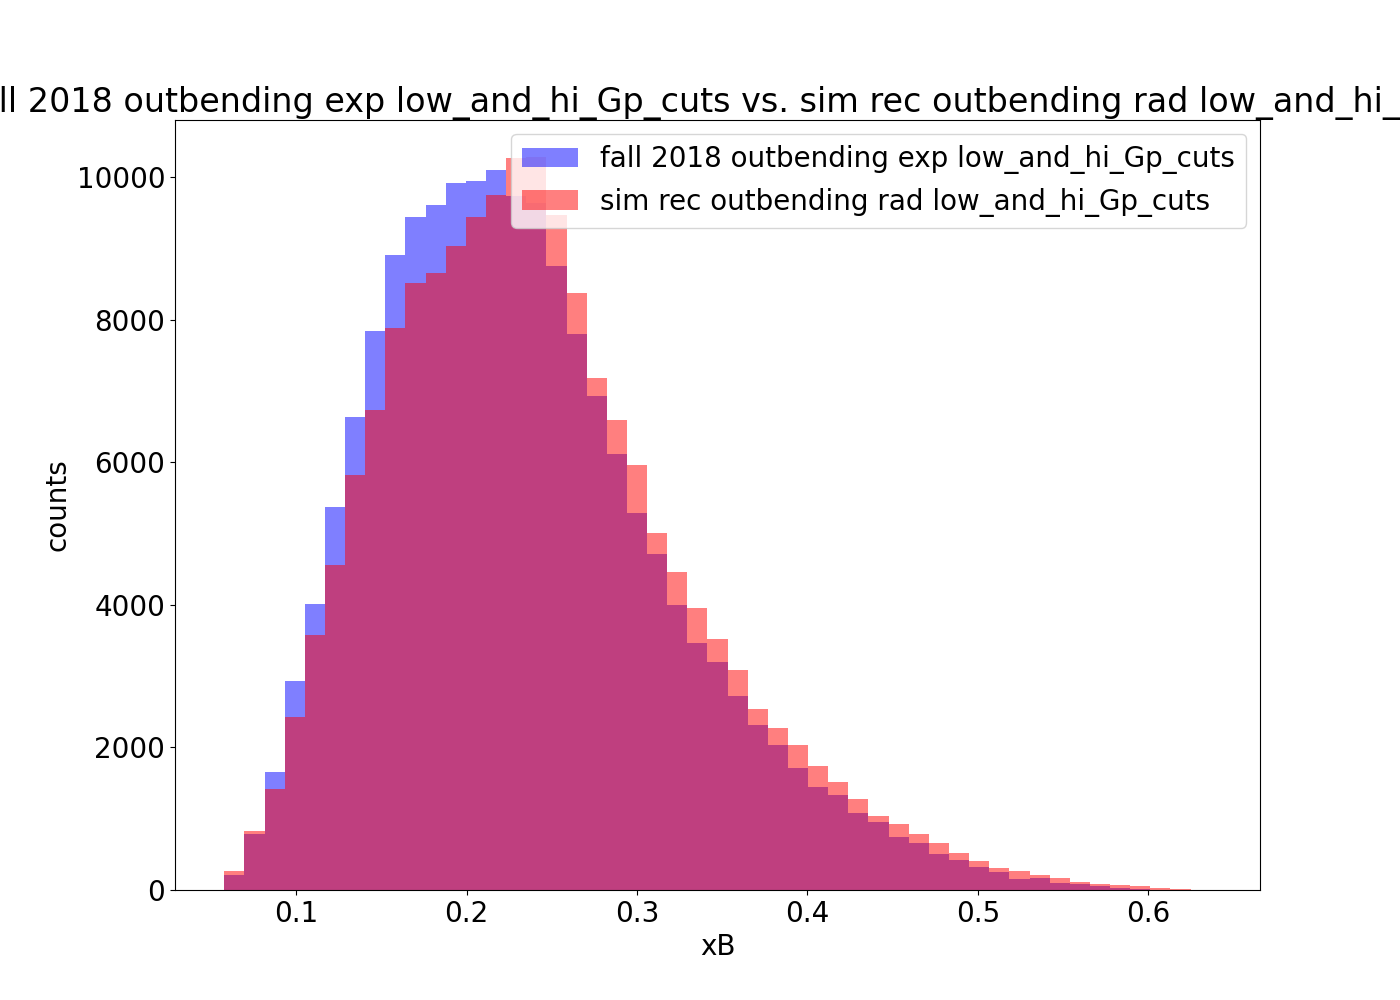 ll 2018 outbending exp low_and_hi_Gp_cuts vs. sim rec outbending rad low_and_hi_
fall 2018 outbending exp low_and_hi_Gp_cuts
sim rec outbending rad low_and_hi_Gp_cuts
10000
8000
6000
4000
2000
0
counts
0.1 0.2 0.3 0.4 0.5 0.6
xB